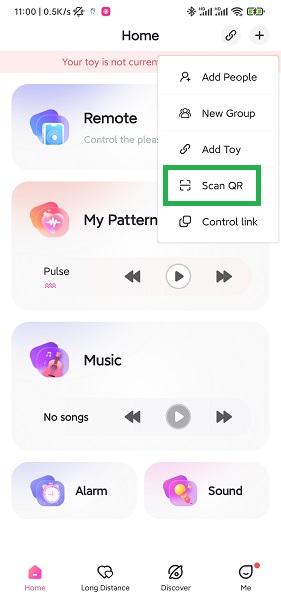 11:00 | 0.5K/s
Home
Your toy is not curren
Add People
New Group
Add Toy
Scan QR
Control link
Remote
Control the plea
My Pattern
Pulse
Music
No songs
Alarm
Sound
Home
Long Distance
Discover
Me